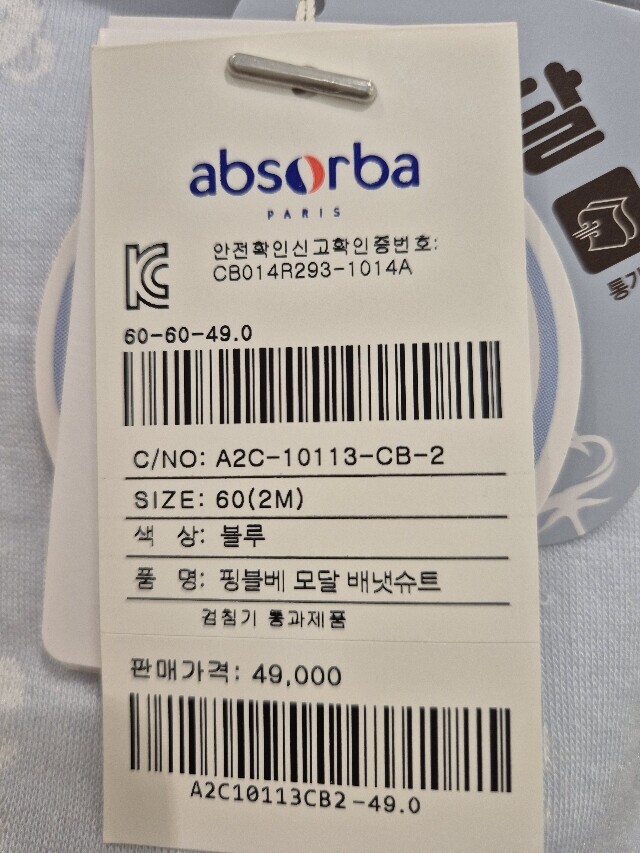 absorba
PARIS
안전확인신고확인증번호:
CB014R293-1014A
60-60-49.0
C/NO: A2C-10113-CB-2
SIZE: 60(2M)
색 상: 블루
품 명: 핑블베 모달 배냇슈트
검침기 통과제품
판매가격: 49,000
A2C10113CB2-49.0
달